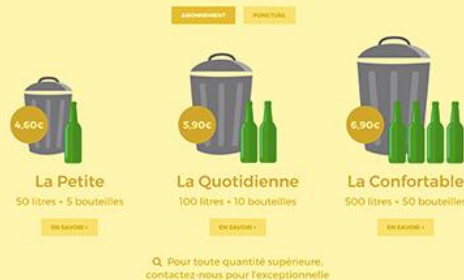 ABONNEMENT PONCTUEL
4,60€ 5,90€ 6,90€
La Petite La Quotidienne La Confortable
50 litres + 5 bouteilles 100 litres + 10 bouteilles 500 litres + 50 bouteilles
EN SAVOIR › EN SAVOIR › EN SAVOIR ›
Pour toute quantité supérieure,
contactez-nous pour l'exceptionnelle